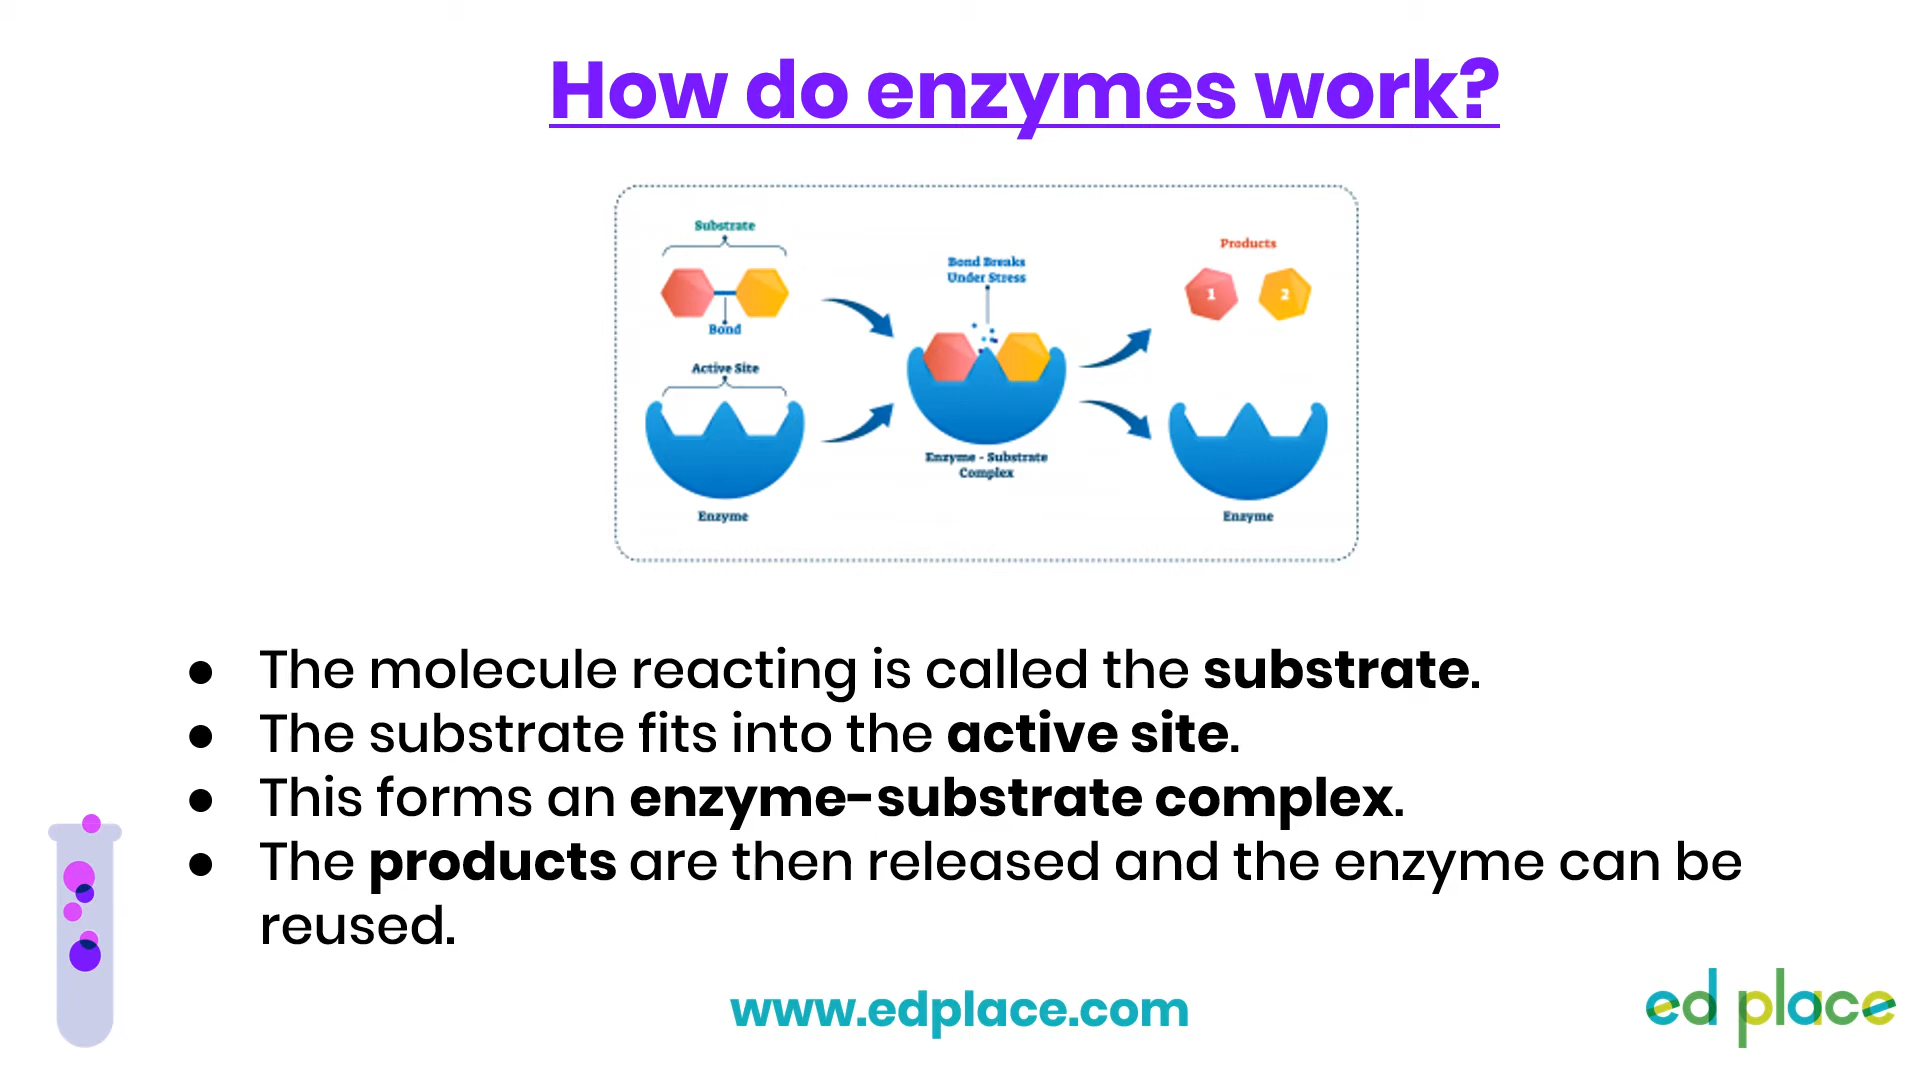 How do enzymes work?
Substrate
Bond
Active Site
Enzyme
Bond Breaks
Under Stress
Enzyme - Substrate
Complex
Products
1 2
Enzyme
● The molecule reacting is called the substrate.
● The substrate fits into the active site.
● This forms an enzyme-substrate complex.
● The products are then released and the enzyme can be
reused.
www.edplace.com
ed place